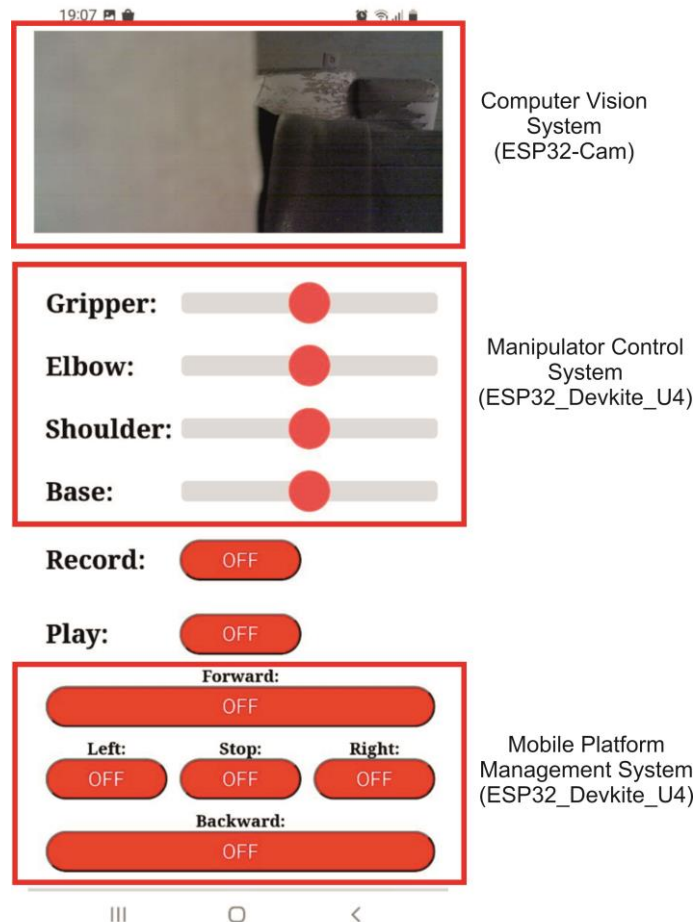 19:07
Computer Vision
System
(ESP32-Cam)
Gripper:
Elbow:
Shoulder:
Base:
Manipulator Control
System
(ESP32_Devkite_U4)
Record: OFF
Play: OFF
Forward:
OFF
Left: Stop: Right:
OFF OFF OFF
Backward:
OFF
Mobile Platform
Management System
(ESP32_Devkite_U4)